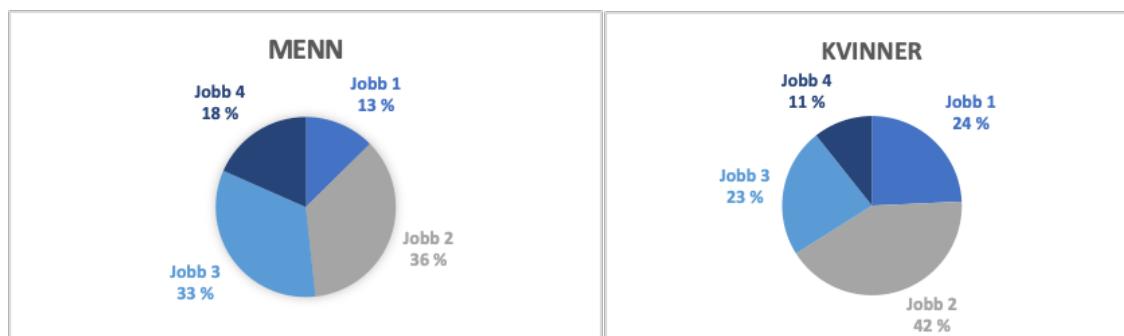 MENN
Jobb 4
18 %
Jobb 1
13 %
Jobb 2
36 %
Jobb 3
33 %
KVINNER
Jobb 4
11 %
Jobb 1
24 %
Jobb 3
23 %
Jobb 2
42 %